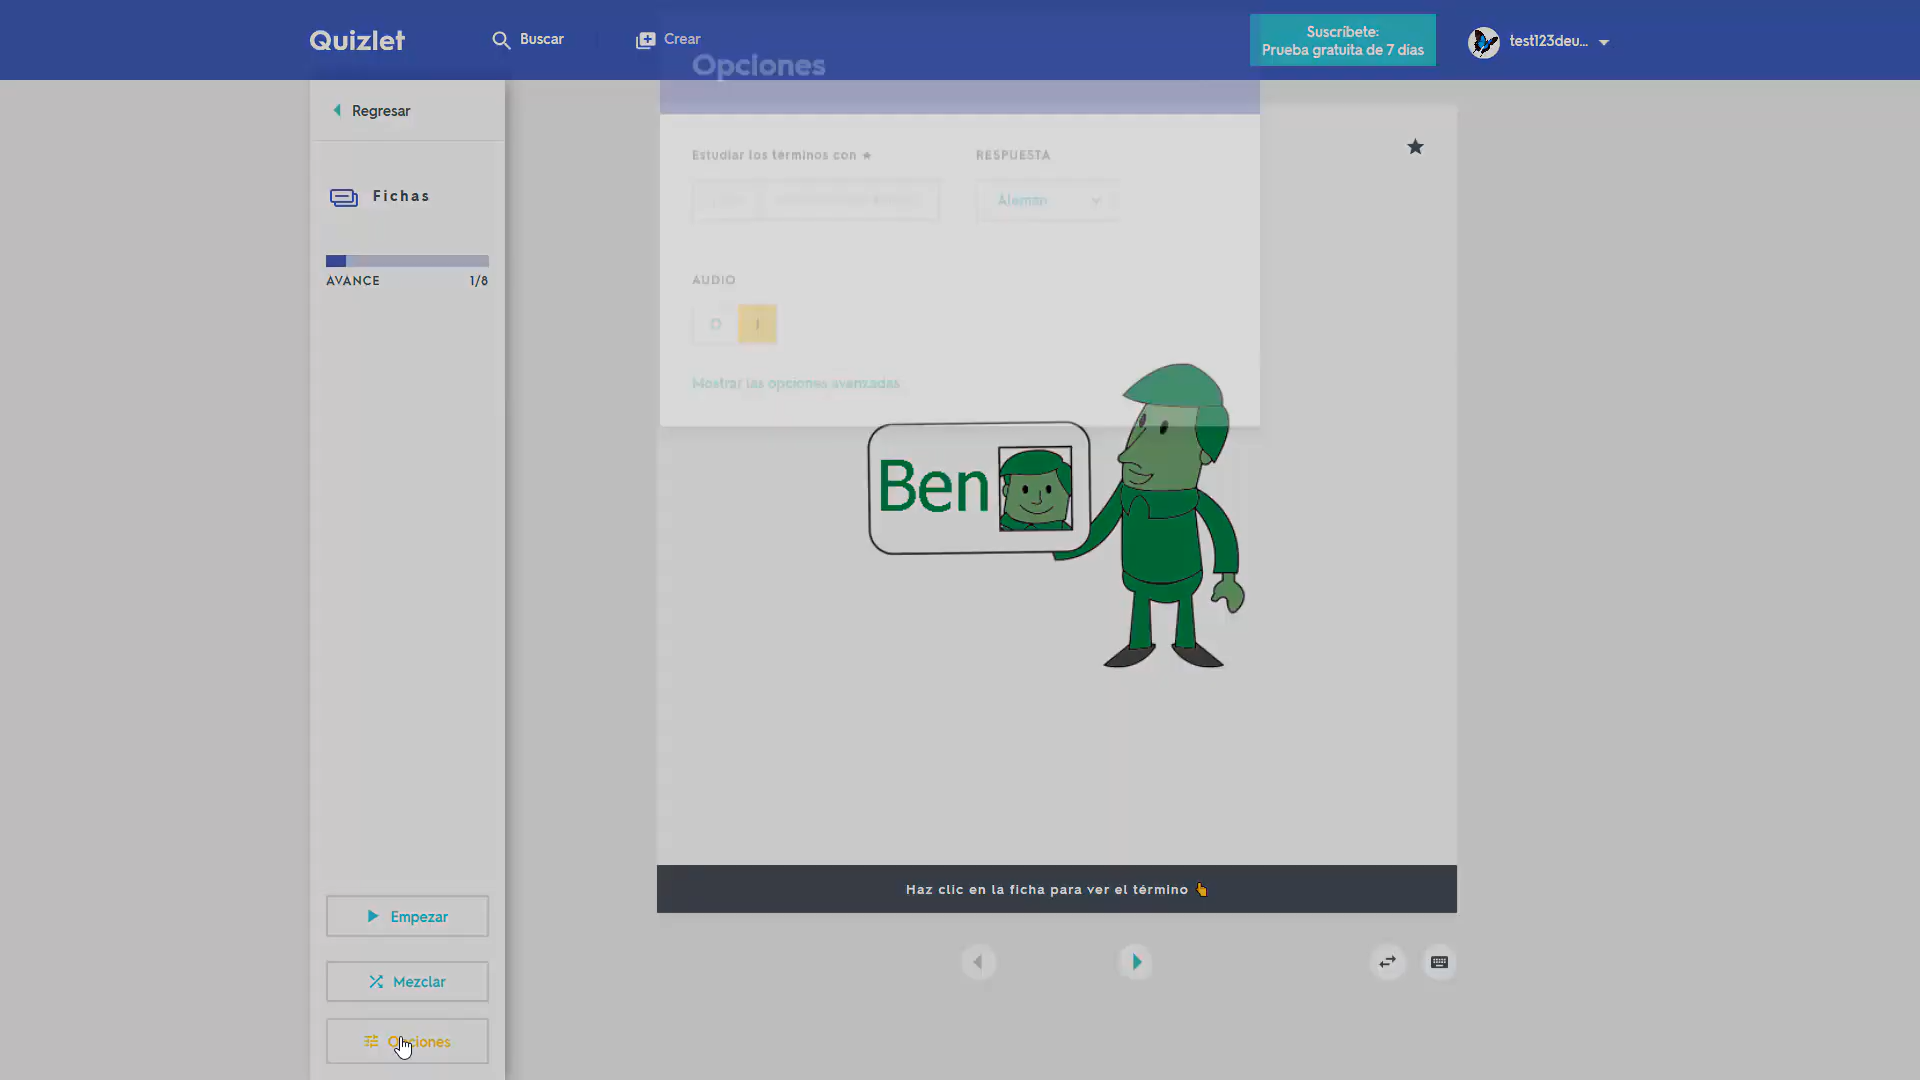 Quizlet
Buscar
Crear
Suscríbete:
Prueba gratuita de 7 días
test123deu...
Opciones
Regresar
Estudiar los términos con ★
RESPUESTA
Fichas
Alemán
AVANCE 1/8
AUDIO
O I
Mostrar las opciones avanzadas
Ben
Haz clic en la ficha para ver el término 👆
Empezar
Mezclar
Opciones